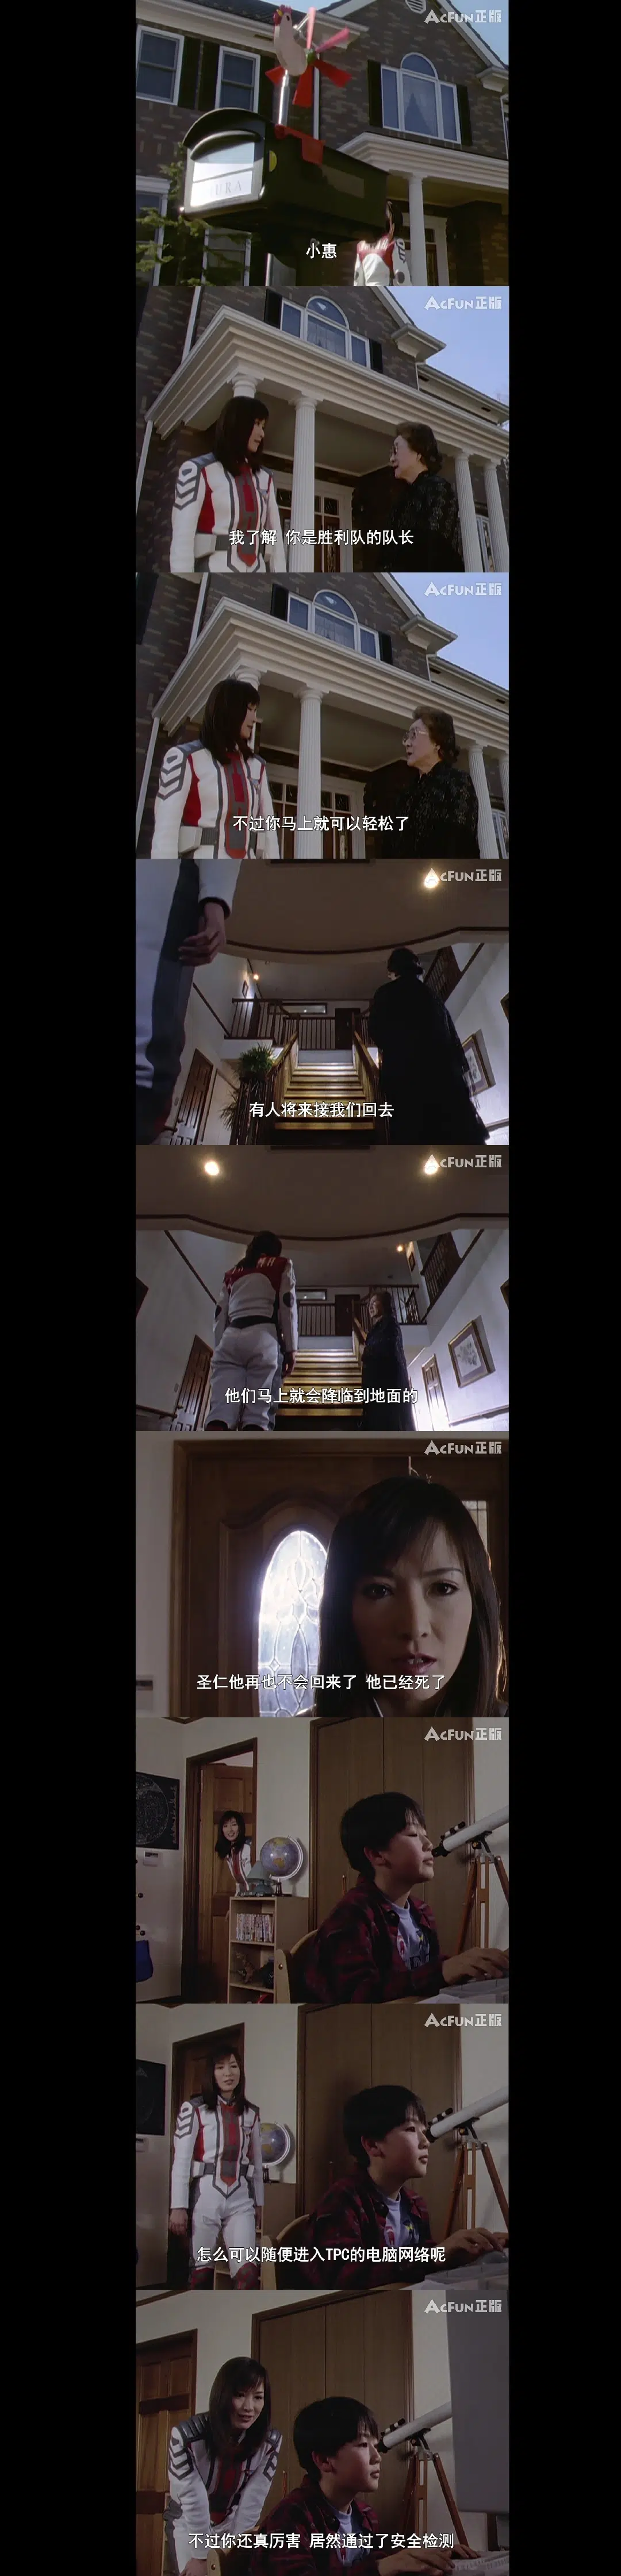 AcFun正版
小惠
AcFun正版
我了解 你是胜利队的队长
AcFun正版
不过你马上就可以轻松了
AcFun正版
有人将来接我们回去
AcFun正版
他们马上就会降临到地面的
AcFun正版
圣仁他再也不会回来了 他已经死了
AcFun正版
AcFun正版
怎么可以随便进入TPC的电脑网络呢
AcFun正版
不过你还真厉害 居然通过了安全检测